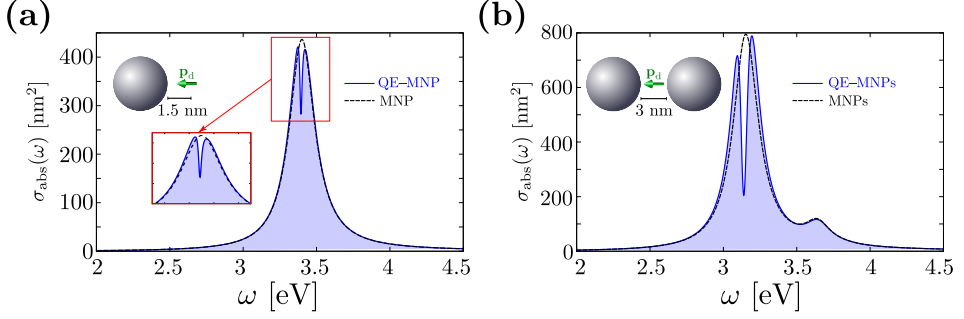 (a)
400
300
200
100
0
2
2.5
3
3.5
4
4.5
σabs(ω) [nm²]
ω [eV]
pd
1.5 nm
QE–MNP
MNP
(b)
800
600
400
200
0
2
2.5
3
3.5
4
4.5
σabs(ω) [nm²]
ω [eV]
pd
3 nm
QE–MNPs
MNPs